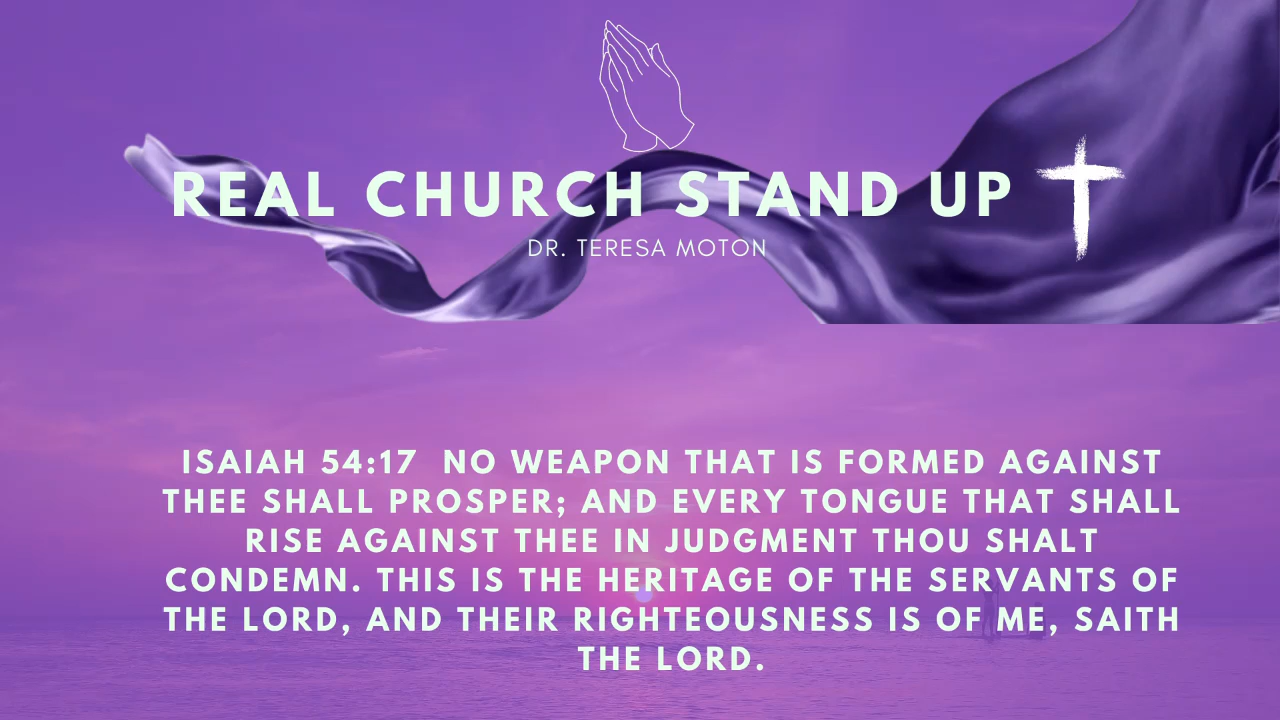 REAL CHURCH STAND UP
DR. TERESA MOTON
ISAIAH 54:17 NO WEAPON THAT IS FORMED AGAINST
THEE SHALL PROSPER; AND EVERY TONGUE THAT SHALL
RISE AGAINST THEE IN JUDGMENT THOU SHALT
CONDEMN. THIS IS THE HERITAGE OF THE SERVANTS OF
THE LORD, AND THEIR RIGHTEOUSNESS IS OF ME, SAITH
THE LORD.